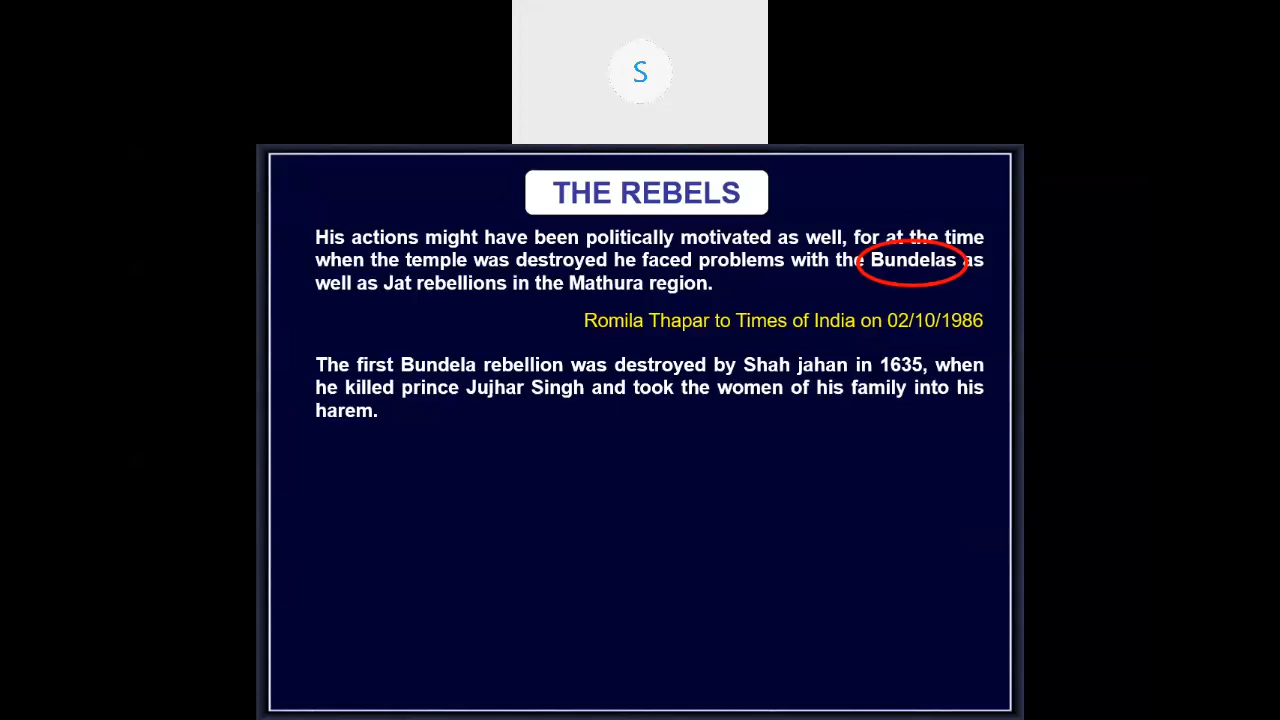 S
THE REBELS
His actions might have been politically motivated as well, for at the time
when the temple was destroyed he faced problems with the Bundelas as
well as Jat rebellions in the Mathura region.
Romila Thapar to Times of India on 02/10/1986
The first Bundela rebellion was destroyed by Shah jahan in 1635, when
he killed prince Jujhar Singh and took the women of his family into his
harem.